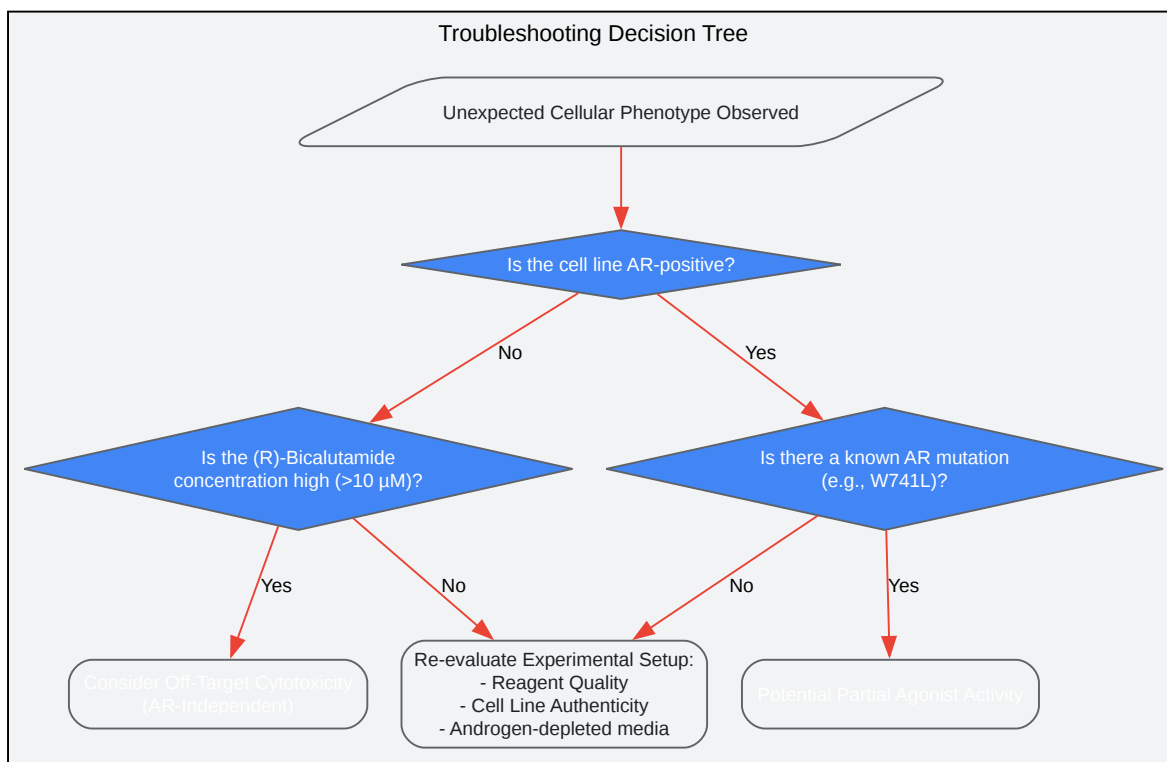 Troubleshooting Decision Tree
Unexpected Cellular Phenotype Observed
Is the cell line AR-positive?
No
Yes
Is the (R)-Bicalutamide
concentration high (>10 µM)?
Is there a known AR mutation
(e.g., W741L)?
Yes
No
No
Yes
Consider Off-Target Cytotoxicity
(AR-Independent)
Re-evaluate Experimental Setup:
- Reagent Quality
- Cell Line Authenticity
- Androgen-depleted media
Potential Partial Agonist Activity